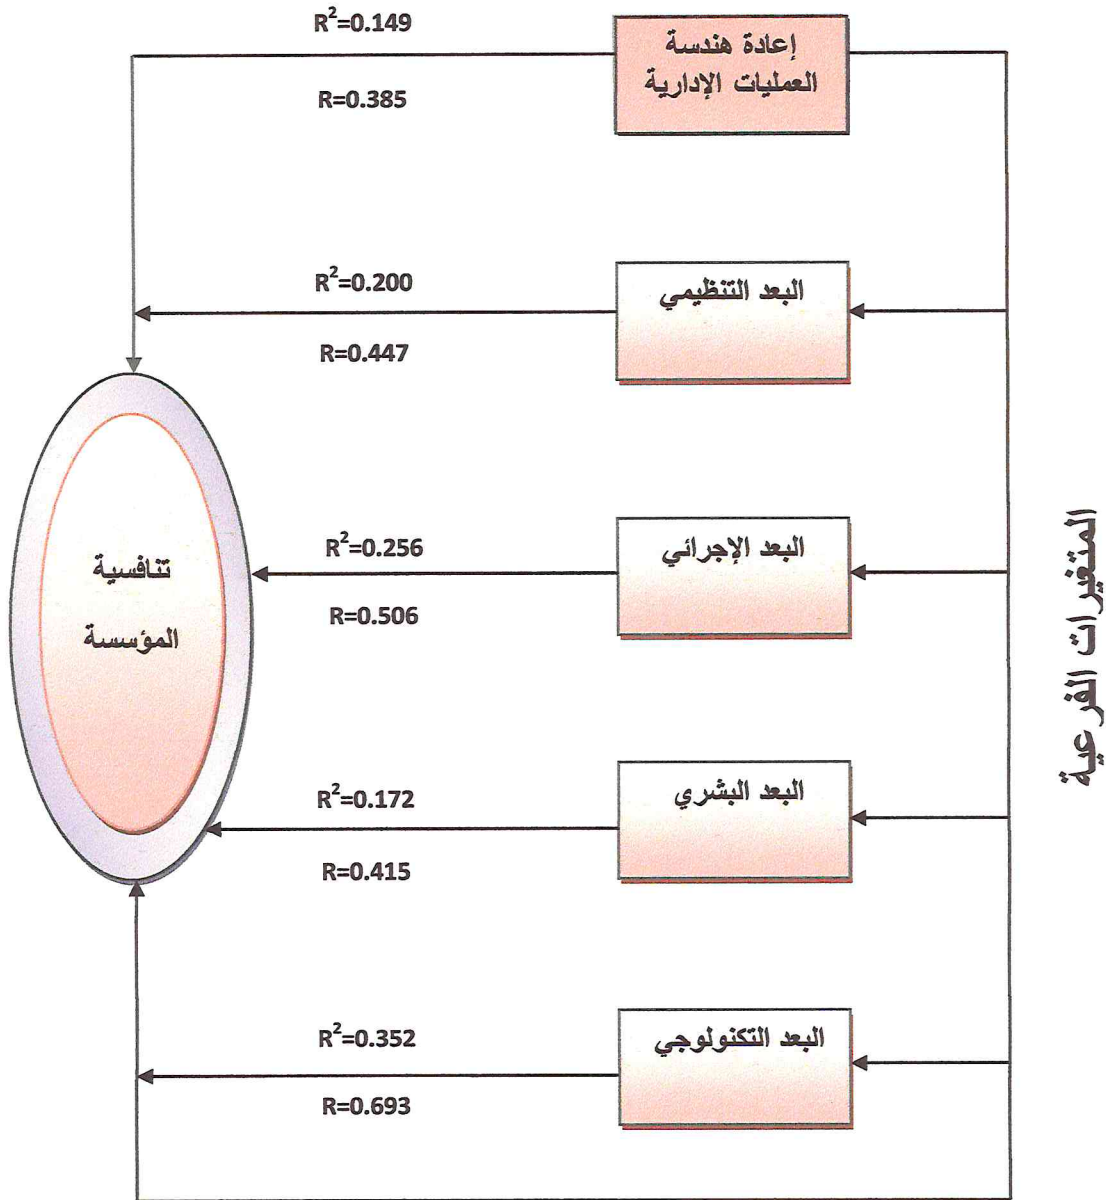 R²=0.149
إعادة هندسة
العمليات الإدارية
R=0.385
R²=0.200
البعد التنظيمي
R=0.447
R²=0.256
البعد الإجرائي
R=0.506
تنافسية
المؤسسة
المتغيرات الفرعية
R²=0.172
البعد البشري
R=0.415
R²=0.352
البعد التكنولوجي
R=0.693